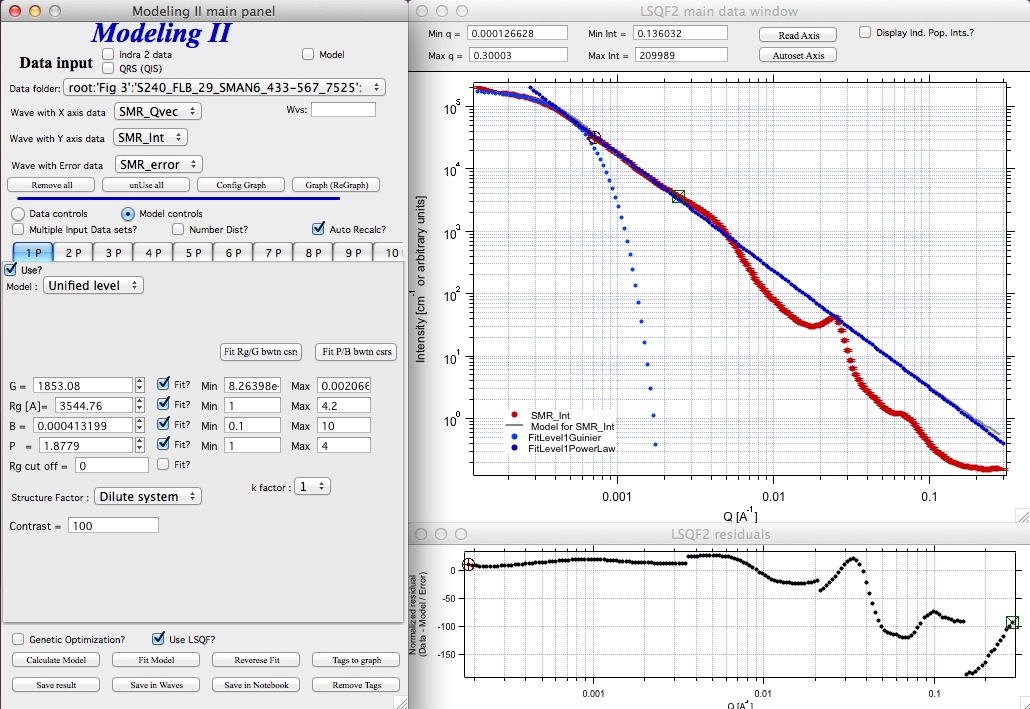 Modeling II main panel
Modeling II
Data input
Indra 2 data
QRS (QIS)
Model
Data folder: root:'Fig 3':'S240_FLB_29_SMAN6_433-567_7525':
Wave with X axis data SMR_Qvec
Wvs:
Wave with Y axis data SMR_Int
Wave with Error data SMR_error
Remove all unUse all Config Graph Graph (ReGraph)
Data controls Model controls
Multiple Input Data sets? Number Dist? Auto Recalc?
1 P 2 P 3 P 4 P 5 P 6 P 7 P 8 P 9 P 10
Use?
Model : Unified level
Fit Rg/G bwtn csrs Fit P/B bwtn csrs
G = 1853.08 Fit? Min 8.26398e- Max 0.002066
Rg [A]= 3544.76 Fit? Min 1 Max 4.2
B = 0.000413199 Fit? Min 0.1 Max 10
P = 1.8779 Fit? Min 1 Max 4
Rg cut off = 0 Fit?
Structure Factor : Dilute system k factor : 1
Contrast = 100
Genetic Optimization? Use LSQF?
Calculate Model Fit Model Reverese Fit Tags to graph
Save result Save in Waves Save in Notebook Remove Tags
LSQF2 main data window
Min q = 0.000126628 Min Int = 0.136032 Read Axis Display Ind. Pop. Ints.?
Max q = 0.30003 Max Int = 209989 Autoset Axis
Intensity [cm-1 or arbitrary units]
10^5
10^4
10^3
10^2
10^1
10^0
SMR_Int
Model for SMR_Int
FitLevel1Guinier
FitLevel1PowerLaw
0.001 0.01 0.1
Q [A-1]
LSQF2 residuals
Normalized residual
(Data - Model / Error)
0
-50
-100
-150
0.001 0.01 0.1
Q [A-1]